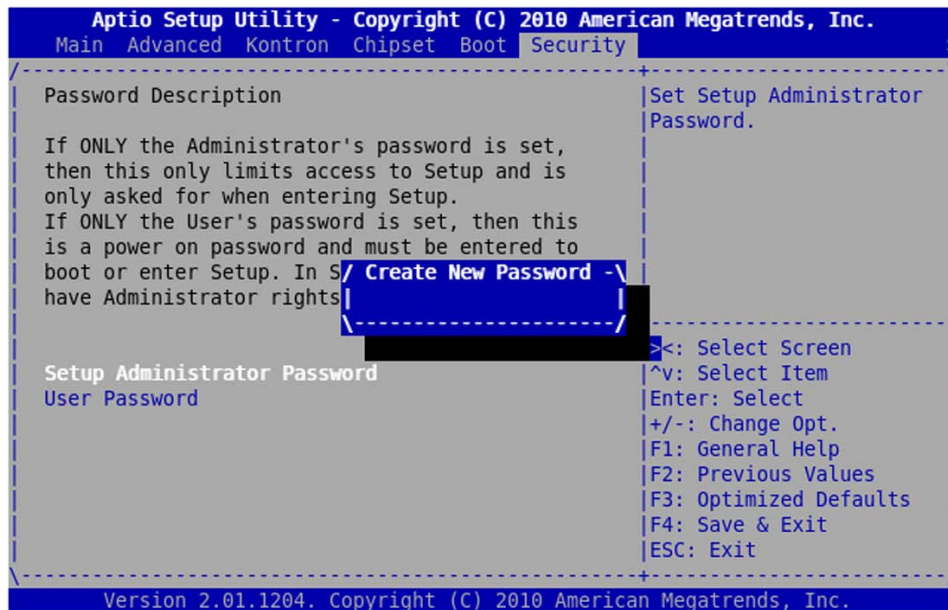 Aptio Setup Utility - Copyright (C) 2010 American Megatrends, Inc.
Main Advanced Kontron Chipset Boot Security
Password Description
If ONLY the Administrator's password is set,
then this only limits access to Setup and is
only asked for when entering Setup.
If ONLY the User's password is set, then this
is a power on password and must be entered to
boot or enter Setup. In S
have Administrator rights
/ Create New Password -\
Setup Administrator Password
User Password
Set Setup Administrator
Password.
><: Select Screen
^v: Select Item
Enter: Select
+/-: Change Opt.
F1: General Help
F2: Previous Values
F3: Optimized Defaults
F4: Save & Exit
ESC: Exit
Version 2.01.1204. Copyright (C) 2010 American Megatrends, Inc.